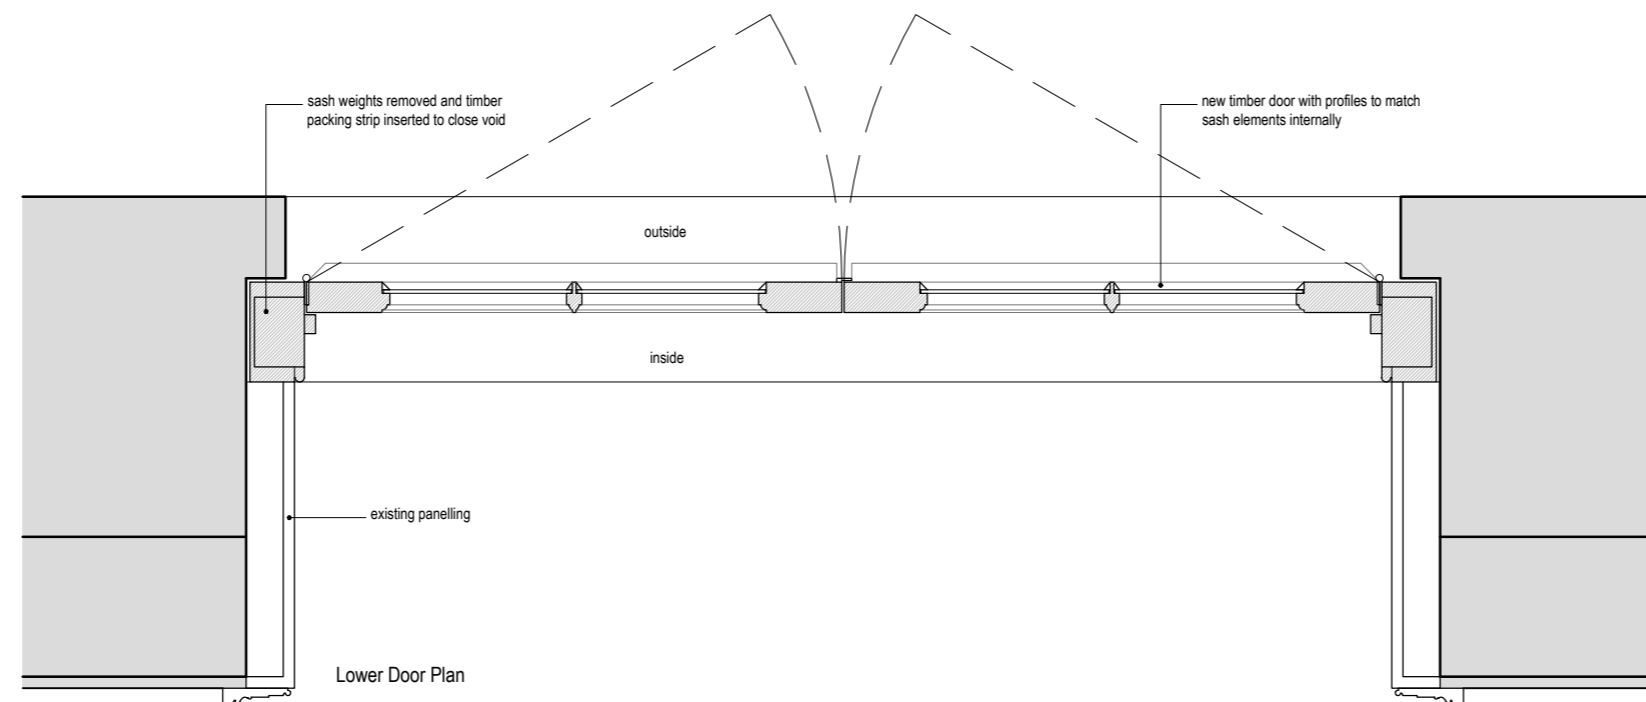 sash weights removed and timber
packing strip inserted to close void
new timber door with profiles to match
sash elements internally
outside
inside
existing panelling
Lower Door Plan